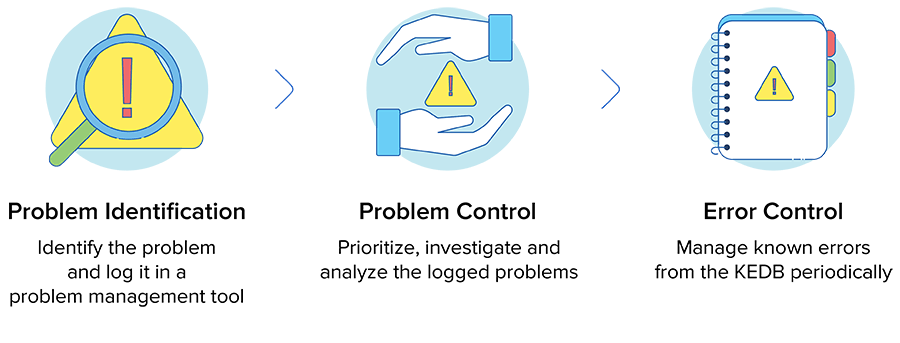 Problem Identification
Identify the problem
and log it in a
problem management tool
Problem Control
Prioritize, investigate and
analyze the logged problems
Error Control
Manage known errors
from the KEDB periodically